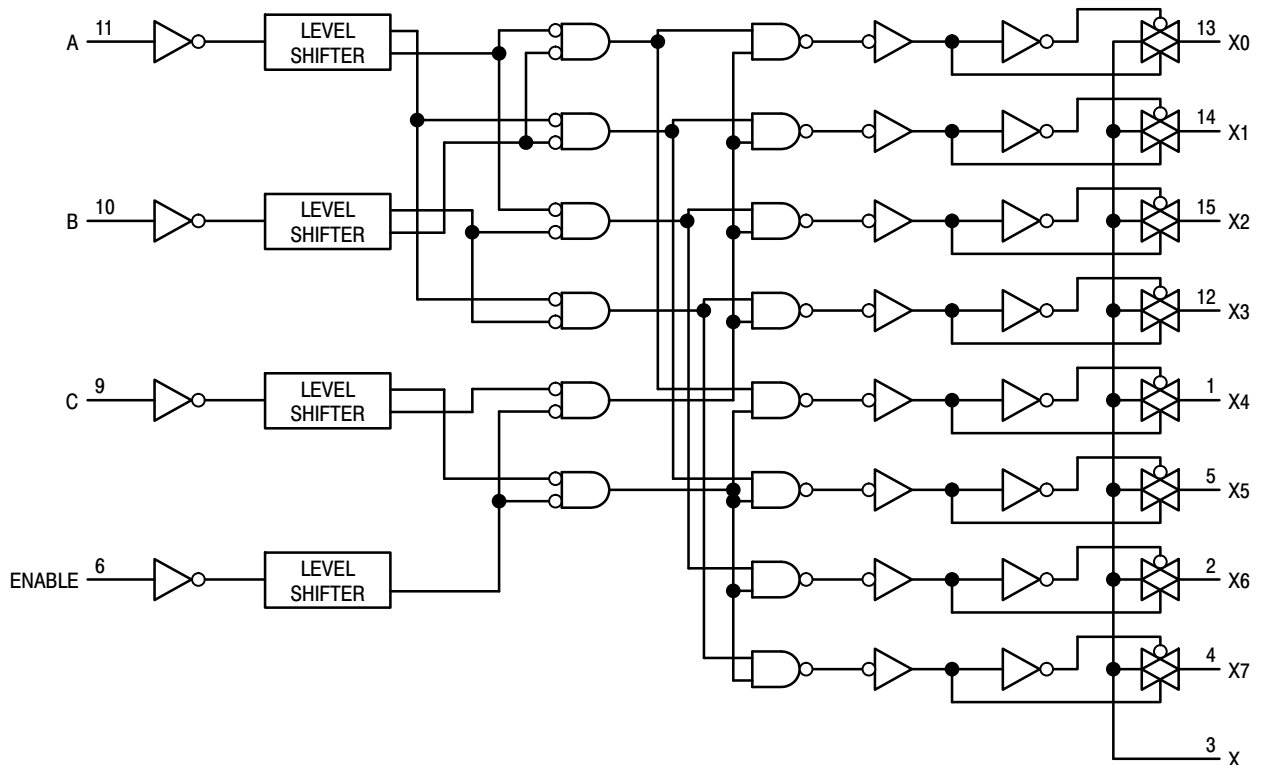 A 11 LEVEL SHIFTER 13 X0
14 X1
B 10 LEVEL SHIFTER 15 X2
12 X3
C 9 LEVEL SHIFTER 1 X4
5 X5
ENABLE 6 LEVEL SHIFTER 2 X6
4 X7
3 X